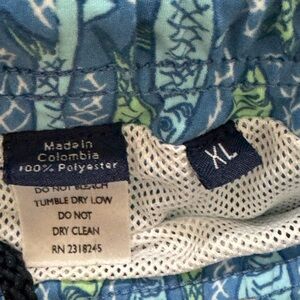 Made in
Colombia
100% Polyester
DO NOT BLEACH
TUMBLE DRY LOW
DO NOT
DRY CLEAN
RN 2318245
XL